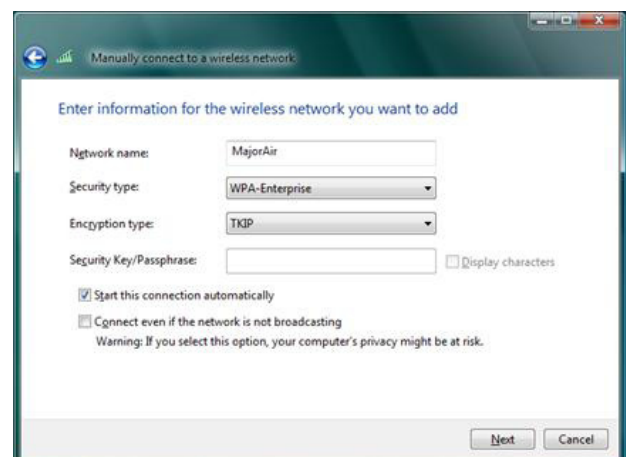 Manually connect to a wireless network
Enter information for the wireless network you want to add
Network name: MajorAir
Security type: WPA-Enterprise
Encryption type: TKIP
Security Key/Passphrase: Display characters
Start this connection automatically
Connect even if the network is not broadcasting
Warning: If you select this option, your computer's privacy might be at risk.
Next Cancel